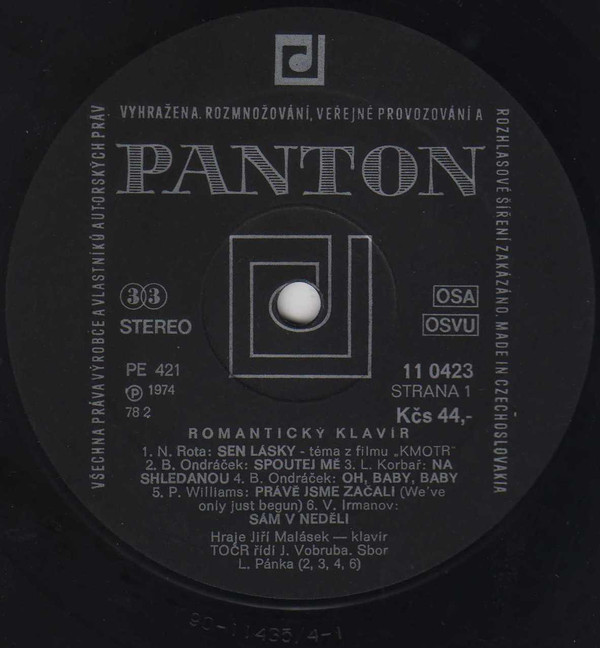 VYHRAŽENA. ROZMNOŽOVÁNÍ, VEŘEJNÉ PROVOZOVÁNÍ A
VŠECHNA PRÁVA VÝROBCE A VLASTNÍKŮ AUTORSKÝCH PRÁV
ROZHLASOVÉ ŠÍŘENÍ ZAKÁZÁNO. MADE IN CZECHOSLOVAKIA
PANTON
33
STEREO
OSA
OSVU
PE 421
Ⓟ 1974
78 2
11 0423
STRANA 1
Kčs 44,-
ROMANTICKÝ KLAVÍR
1. N. Rota: SEN LÁSKY - téma z filmu „KMOTR"
2. B. Ondráček: SPOUTEJ MĚ 3. L. Korbař: NA
SHLEDANOU 4. B. Ondráček: OH, BABY, BABY
5. P. Williams: PRÁVĚ JSME ZAČALI (We've
only just begun) 6. V. Irmanov:
SÁM V NEDĚLI
Hraje Jiří Malásek — klavír
TOČR řídí J. Vobruba. Sbor
L. Pánka (2, 3, 4, 6)